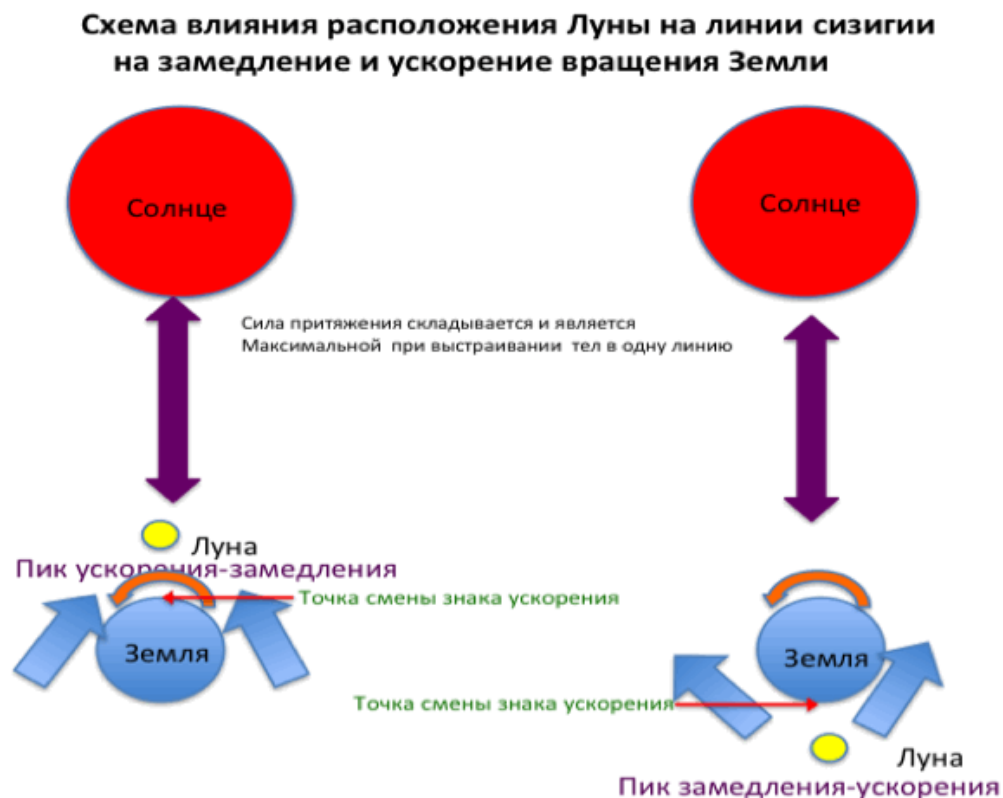 Схема влияния расположения Луны на линии сизигии
на замедление и ускорение вращения Земли
Солнце
Солнце
Сила притяжения складывается и является
Максимальной при выстраивании тел в одну линию
Луна
Пик ускорения-замедления
Точка смены знака ускорения
Земля
Земля
Точка смены знака ускорения
Луна
Пик замедления-ускорения